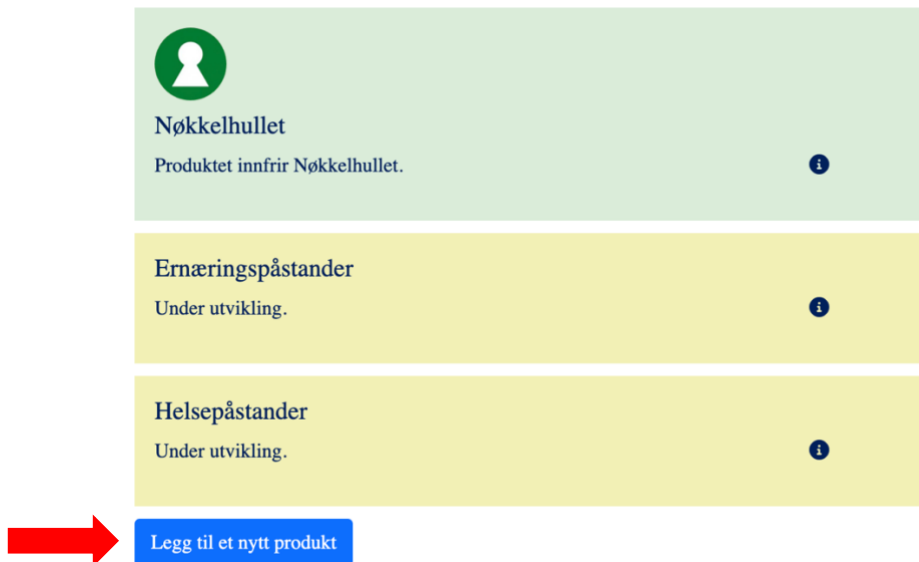 Nøkkelhullet
Produktet innfrir Nøkkelhullet.
Ernæringspåstander
Under utvikling.
Helsepåstander
Under utvikling.
Legg til et nytt produkt